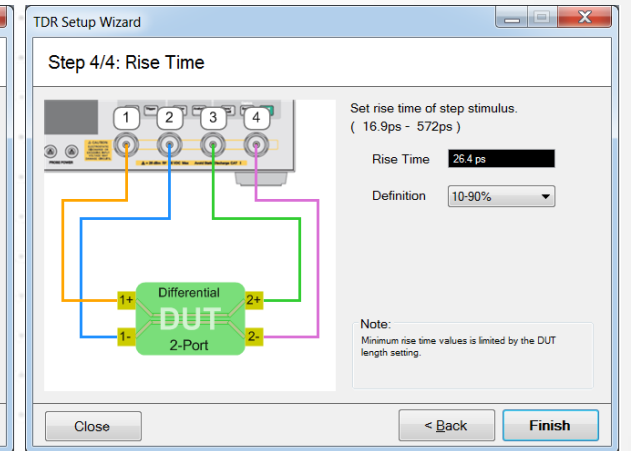 TDR Setup Wizard
Step 4/4: Rise Time
1 2 3 4
Set rise time of step stimulus.
( 16.9ps - 572ps )
Rise Time 26.4 ps
Definition 10-90%
1+ Differential 2+
DUT
1- 2-Port 2-
Note:
Minimum rise time values is limited by the DUT
length setting.
Close < Back Finish